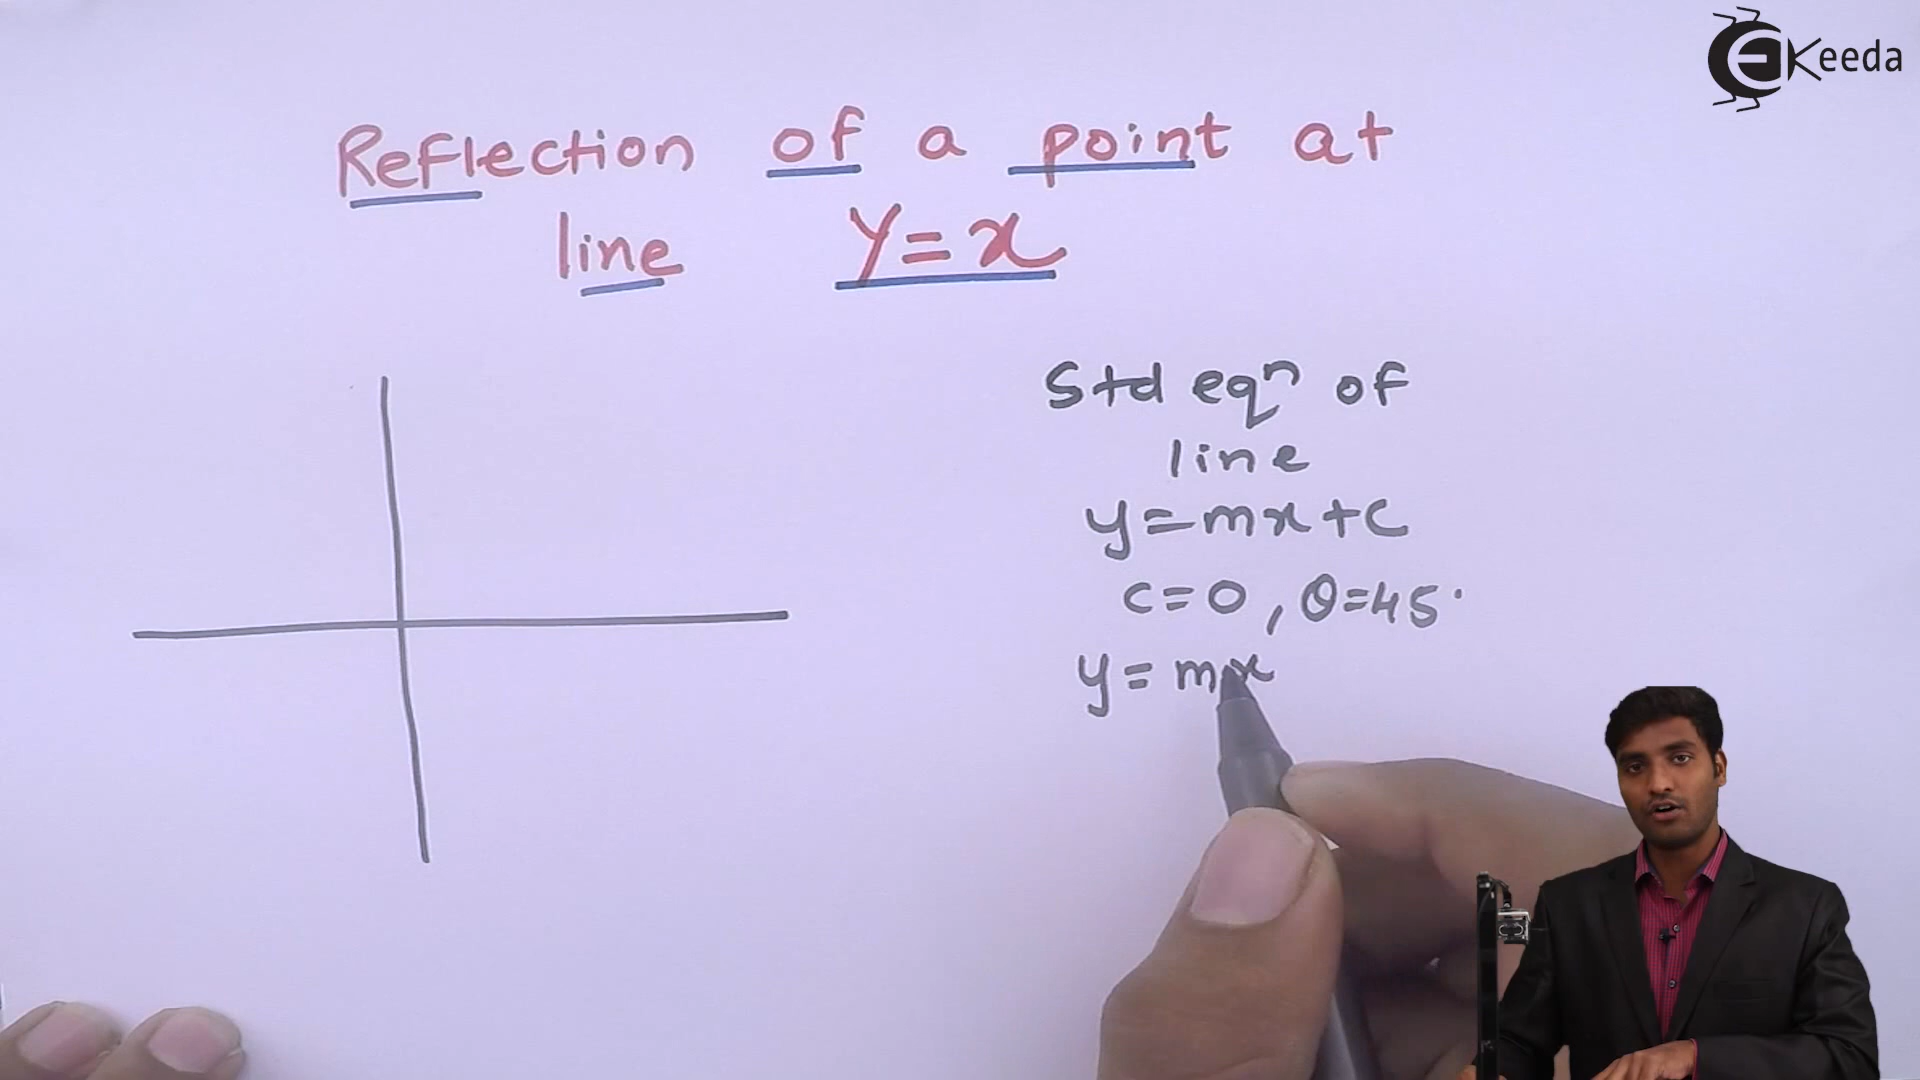 Keeda
Reflection of a point at
line y=x
Std eqⁿ of
line
y=mx+c
c=0, θ=45°
y=mx